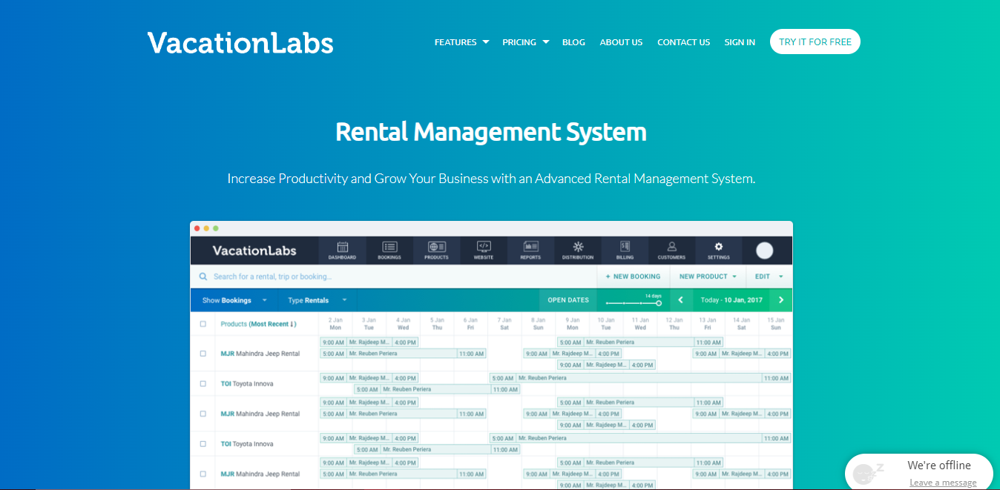 VacationLabs
FEATURES PRICING BLOG ABOUT US CONTACT US SIGN IN TRY IT FOR FREE
Rental Management System
Increase Productivity and Grow Your Business with an Advanced Rental Management System.
VacationLabs DASHBOARD BOOKINGS PRODUCTS WEBSITE REPORTS DISTRIBUTION BILLING CUSTOMERS SETTINGS
Search for a rental, trip or booking... + NEW BOOKING NEW PRODUCT EDIT
Show Bookings Type Rentals OPEN DATES 14 days Today - 10 Jan, 2017
Products (Most Recent ↓)
2 Jan 3 Jan 4 Jan 5 Jan 6 Jan 7 Jan 8 Jan 9 Jan 10 Jan 11 Jan 12 Jan 13 Jan 14 Jan 15 Jan
Mon Tue Wed Thu Fri Sat Sun Mon Tue Wed Thu Fri Sat Sun
9:00 AM Mr. Rajdeep M... 4:00 PM 5:00 AM Mr. Reuben Periera 11:00 AM
MJR Mahindra Jeep Rental 5:00 AM Mr. Reuben Periera 11:00 AM 9:00 AM Mr. Rajdeep M... 4:00 PM 9:00 AM Mr. Rajdeep M... 4:00 PM
9:00 AM Mr. Rajdeep M... 4:00 PM
9:00 AM Mr. Rajdeep M... 4:00 PM 5:00 AM Mr. Reuben Periera 11:00 AM
TOI Toyota Innova
5:00 AM Mr. Reuben Periera 11:00 AM
9:00 AM Mr. Rajdeep M... 4:00 PM 5:00 AM Mr. Reuben Periera 11:00 AM
MJR Mahindra Jeep Rental 5:00 AM Mr. Reuben Periera 11:00 AM 9:00 AM Mr. Rajdeep M... 4:00 PM 9:00 AM Mr. Rajdeep M... 4:00 PM
9:00 AM Mr. Rajdeep M... 4:00 PM
9:00 AM Mr. Rajdeep M... 4:00 PM 5:00 AM Mr. Reuben Periera 11:00 AM
TOI Toyota Innova
5:00 AM Mr. Reuben Periera 11:00 AM
9:00 AM Mr. Rajdeep M... 4:00 PM 5:00 AM Mr. Reuben Periera 11:00 AM
MJR Mahindra Jeep Rental 5:00 AM Mr. Reuben Periera 11:00 AM 9:00 AM Mr. Rajdeep M... 4:00 PM 9:00 AM Mr. Rajdeep M... 4:00 PM
9:00 AM Mr. Rajdeep M... 4:00 PM
We're offline
Leave a message